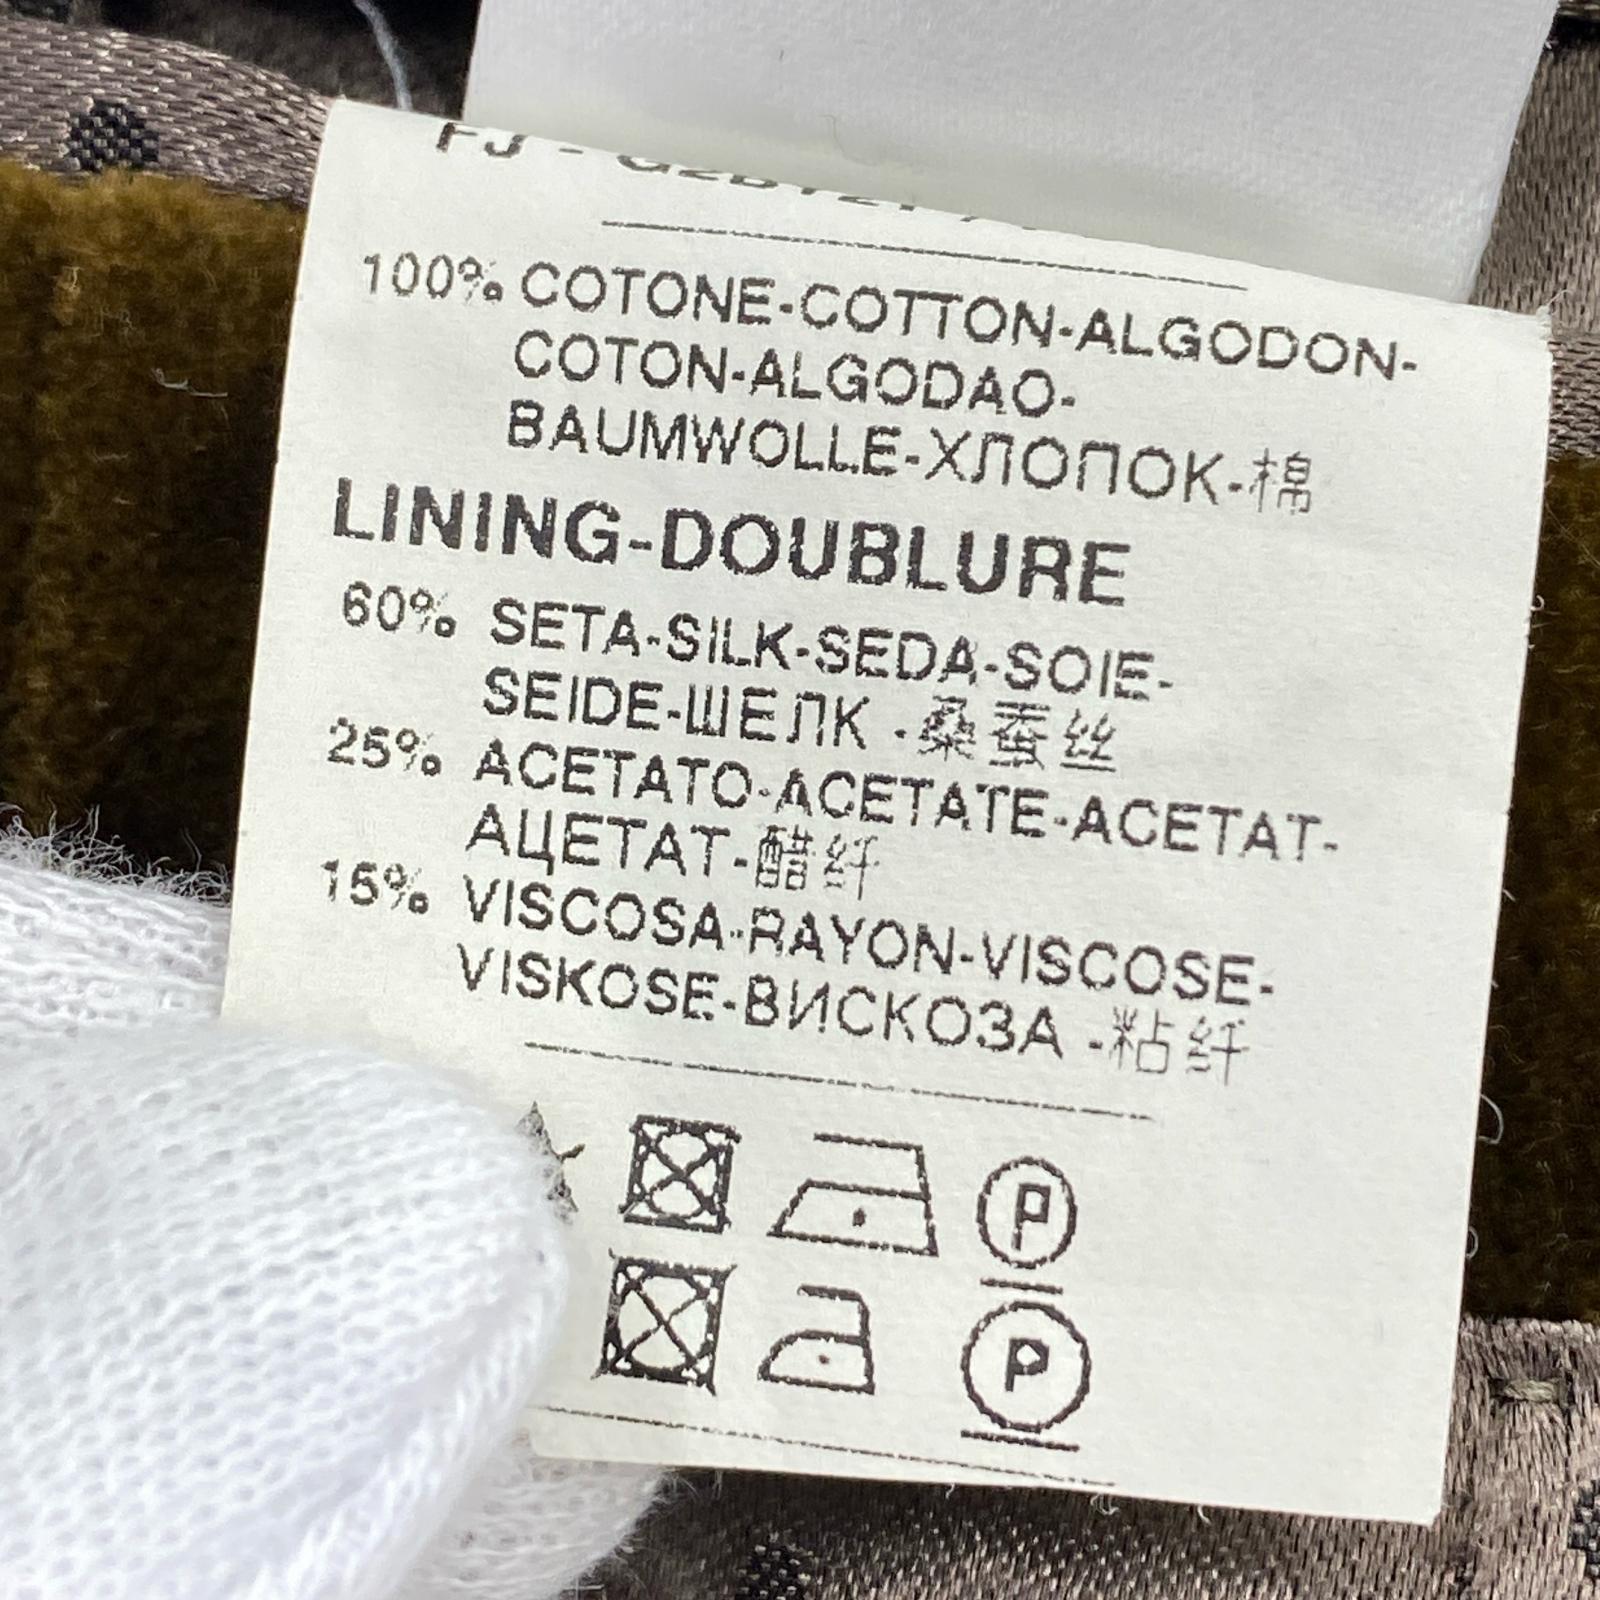 100% COTONE-COTTON-ALGODON-
COTON-ALGODAO-
BAUMWOLLE-ХЛОПОК-棉
LINING-DOUBLURE
60% SETA-SILK-SEDA-SOIE-
SEIDE-ШЕЛК -桑蚕丝
25% ACETATO-ACETATE-ACETAT-
АЦЕТАТ-醋纤
15% VISCOSA-RAYON-VISCOSE-
VISKOSE-ВИСКОЗА -粘纤
P
P